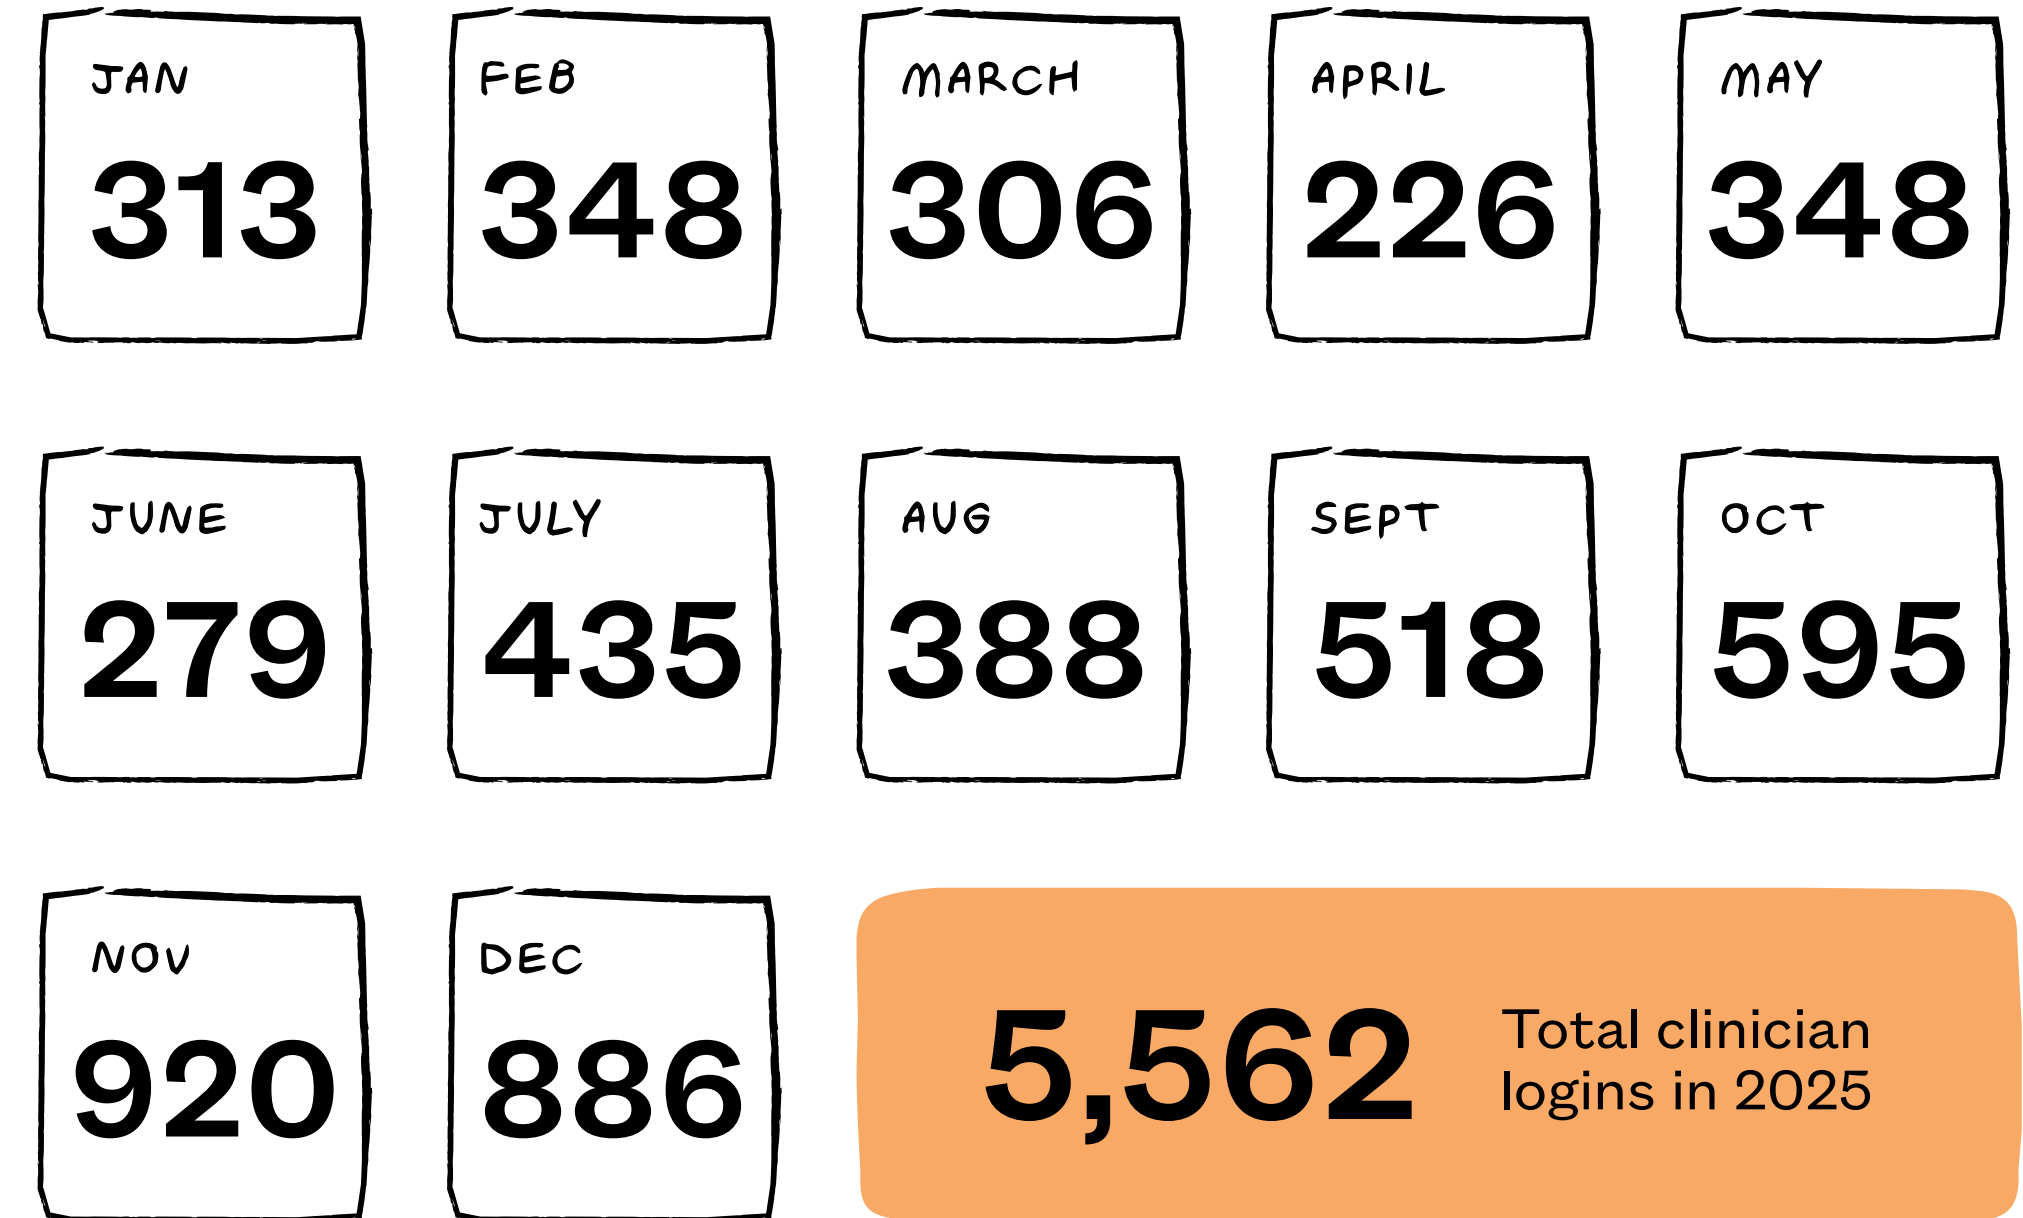 JAN
313
FEB
348
MARCH
306
APRIL
226
MAY
348
JUNE
279
JULY
435
AUG
388
SEPT
518
OCT
595
NOV
920
DEC
886
5,562
Total clinician
logins in 2025